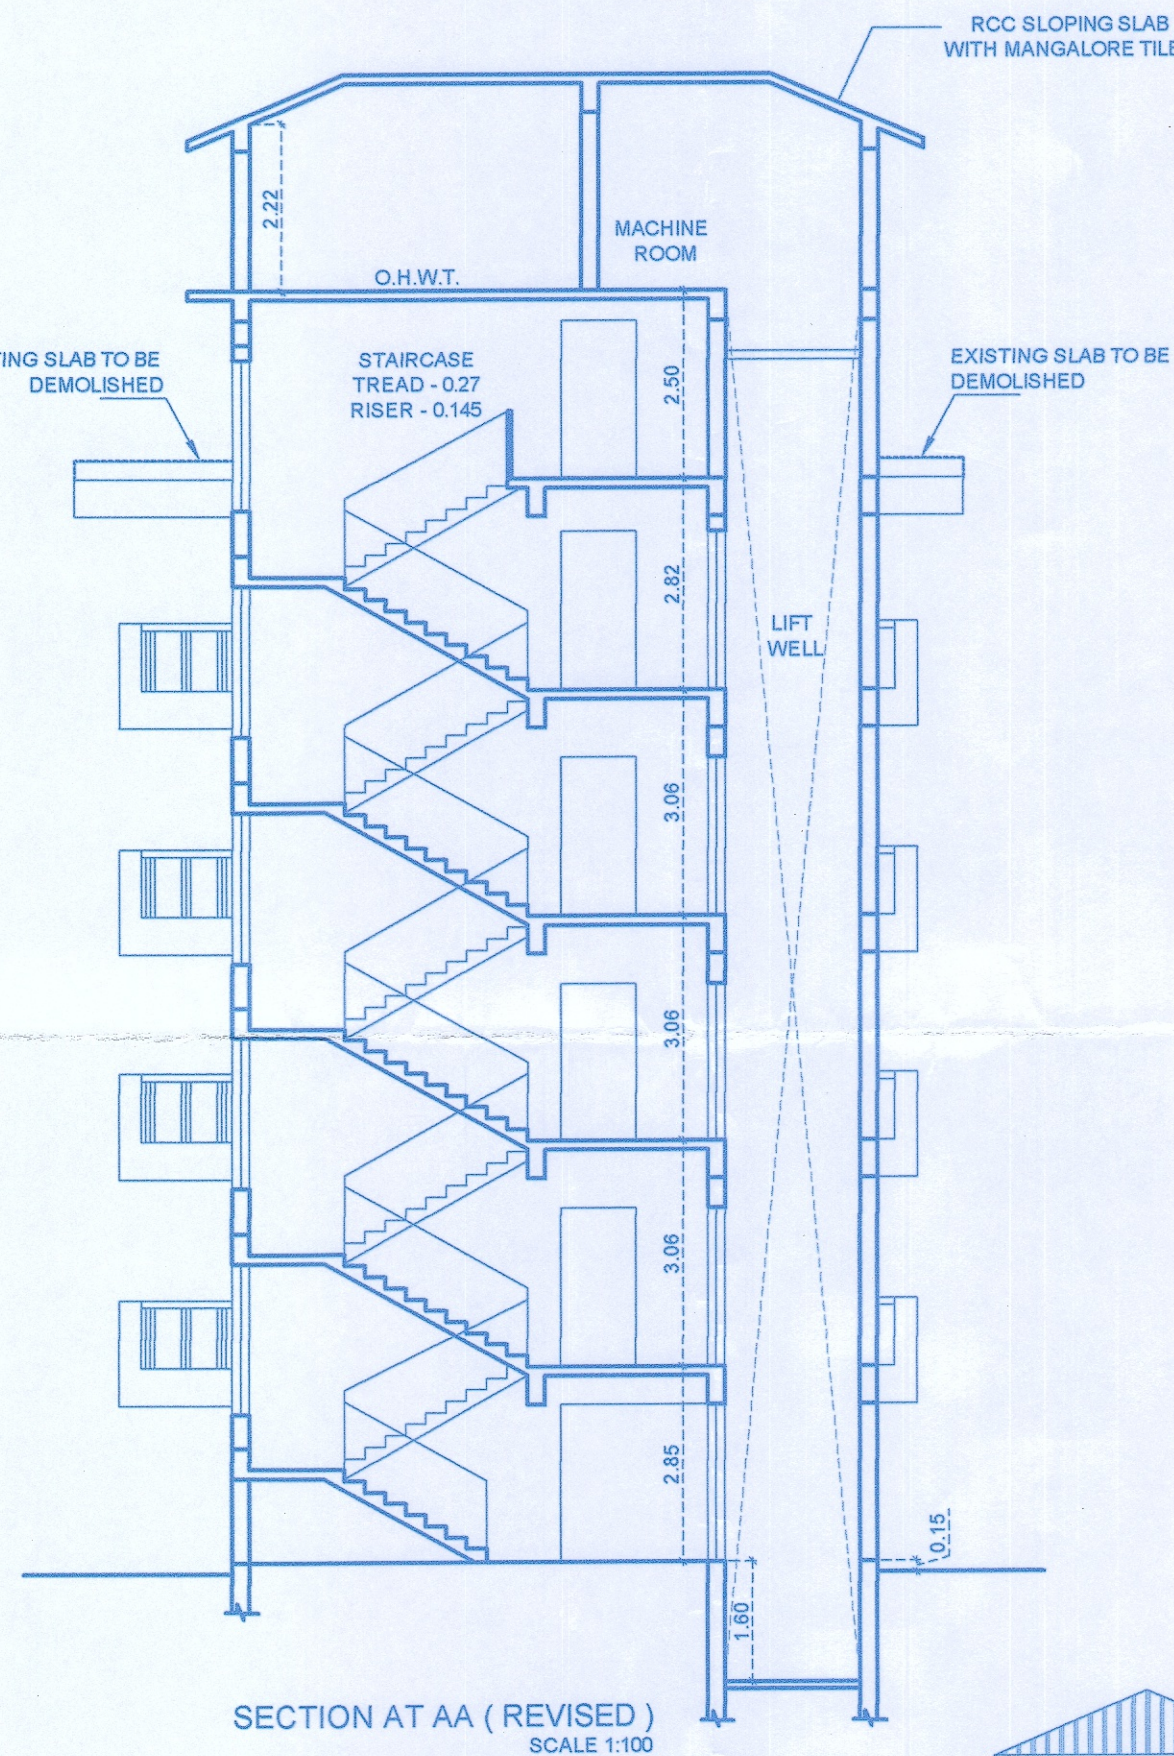 RCC SLOPING SLAB
WITH MANGALORE TILE
2.22
MACHINE
ROOM
O.H.W.T.
SLAB TO BE
DEMOLISHED
STAIRCASE
TREAD - 0.27
RISER - 0.145
2.50
EXISTING SLAB TO BE
DEMOLISHED
2.82
LIFT
WELL
3.06
3.06
3.06
2.85
0.15
1.60
SECTION AT AA ( REVISED )
SCALE 1:100